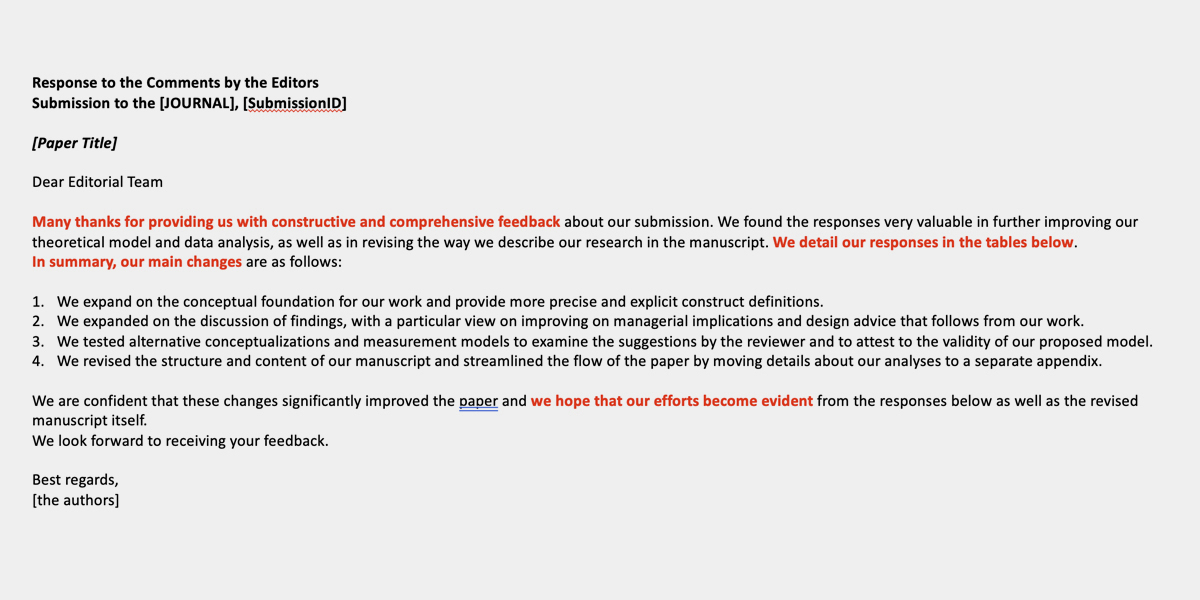 Response to the Comments by the Editors
Submission to the [JOURNAL], [SubmissionID]
[Paper Title]
Dear Editorial Team
Many thanks for providing us with constructive and comprehensive feedback about our submission. We found the responses very valuable in further improving our
theoretical model and data analysis, as well as in revising the way we describe our research in the manuscript. We detail our responses in the tables below.
In summary, our main changes are as follows:
1. We expand on the conceptual foundation for our work and provide more precise and explicit construct definitions.
2. We expanded on the discussion of findings, with a particular view on improving on managerial implications and design advice that follows from our work.
3. We tested alternative conceptualizations and measurement models to examine the suggestions by the reviewer and to attest to the validity of our proposed model.
4. We revised the structure and content of our manuscript and streamlined the flow of the paper by moving details about our analyses to a separate appendix.
We are confident that these changes significantly improved the paper and we hope that our efforts become evident from the responses below as well as the revised
manuscript itself.
We look forward to receiving your feedback.
Best regards,
[the authors]